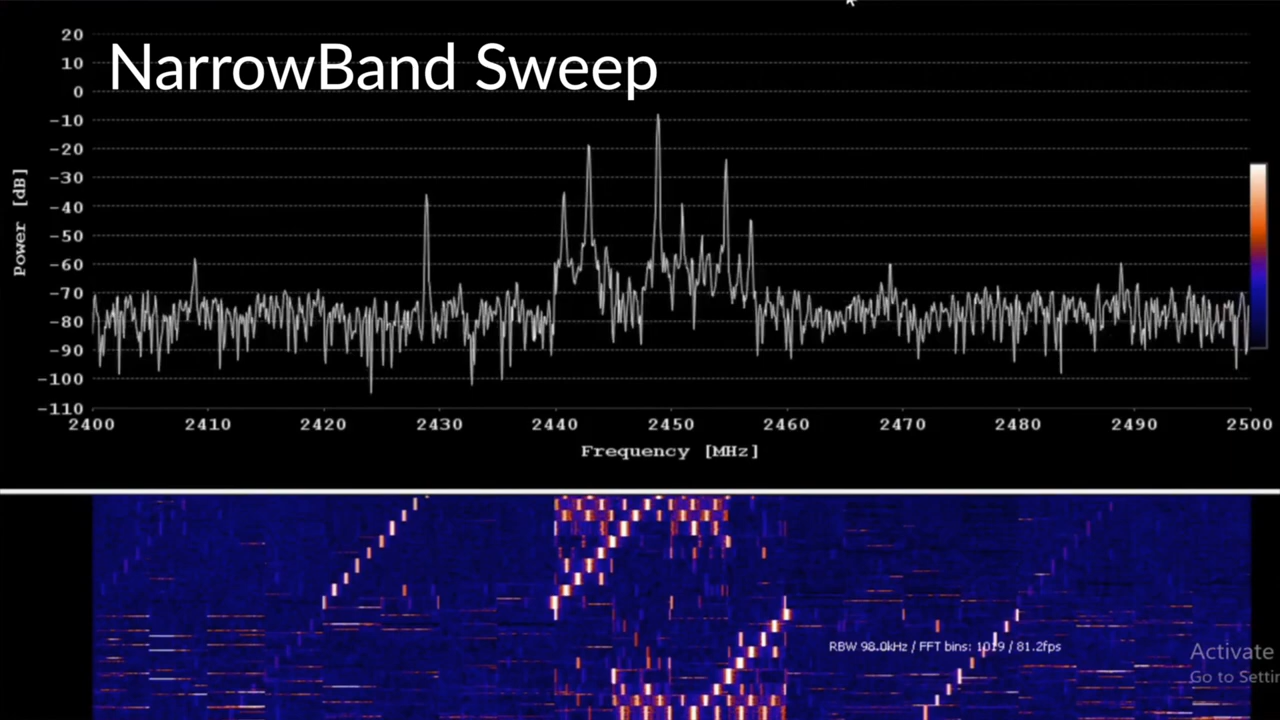 NarrowBand Sweep
20
10
0
-10
-20
-30
-40
-50
-60
-70
-80
-90
-100
-110
Power [dB]
2400 2410 2420 2430 2440 2450 2460 2470 2480 2490 2500
Frequency [MHz]
RBW 98.0kHz / FFT bins: 1019 / 81.2fps
Activate
Go to Settin